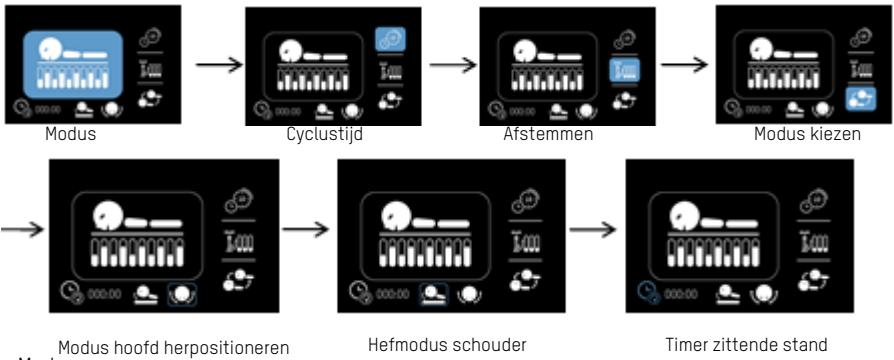 000:00
000:00
000:00
000:00
Modus
Cyclustijd
Afstemmen
Modus kiezen
000:00
000:00
000:00
Modus hoofd herpositioneren
Hefmodus schouder
Timer zittende stand